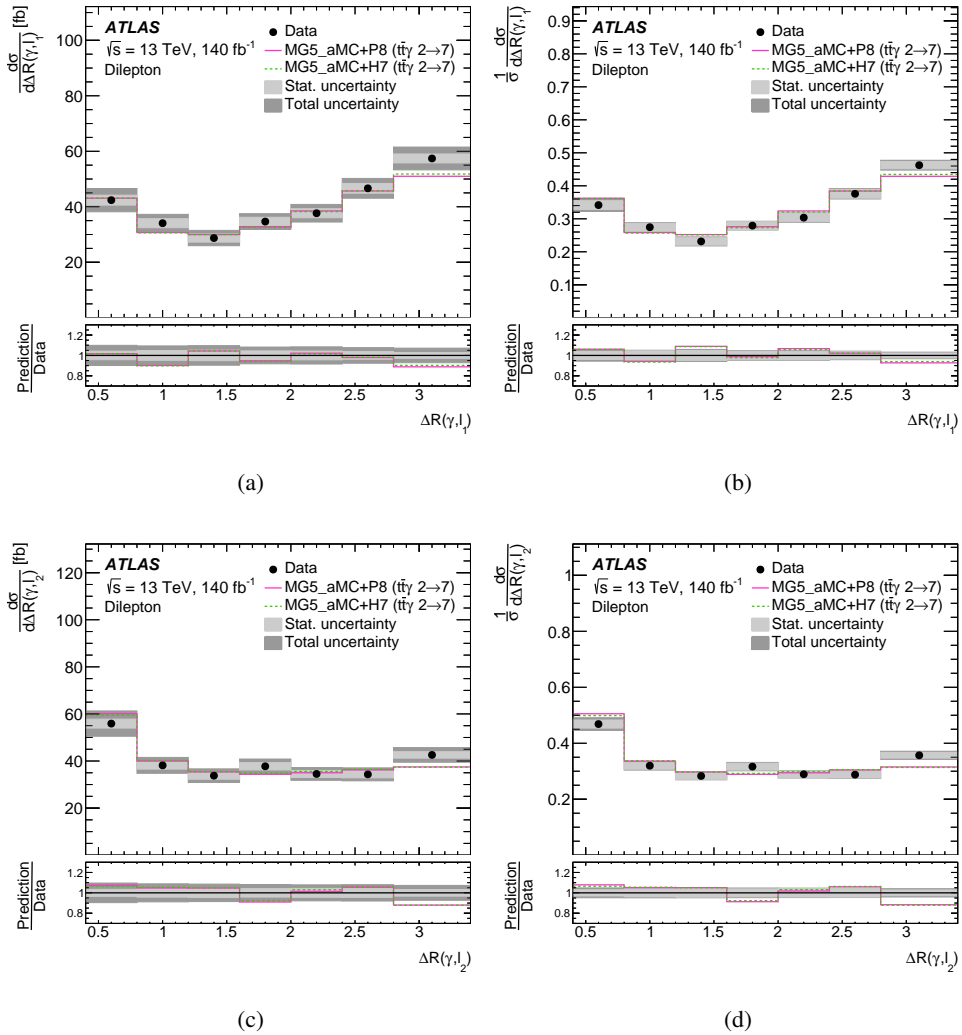 dσ
dΔR(γ,l₁) [fb]
ATLAS
√s = 13 TeV, 140 fb⁻¹
Dilepton
Data
MG5_aMC+P8 (tt̄γ 2→7)
MG5_aMC+H7 (tt̄γ 2→7)
Stat. uncertainty
Total uncertainty
100
80
60
40
20
Prediction
Data
1.2
1
0.8
0.5 1 1.5 2 2.5 3
ΔR(γ,l₁)
(a)
1 dσ
σ dΔR(γ,l₁)
ATLAS
√s = 13 TeV, 140 fb⁻¹
Dilepton
Data
MG5_aMC+P8 (tt̄γ 2→7)
MG5_aMC+H7 (tt̄γ 2→7)
Stat. uncertainty
Total uncertainty
0.9
0.8
0.7
0.6
0.5
0.4
0.3
0.2
0.1
0
Prediction
Data
1.2
1
0.8
0.5 1 1.5 2 2.5 3
ΔR(γ,l₁)
(b)
dσ
dΔR(γ,l₂) [fb]
ATLAS
√s = 13 TeV, 140 fb⁻¹
Dilepton
Data
MG5_aMC+P8 (tt̄γ 2→7)
MG5_aMC+H7 (tt̄γ 2→7)
Stat. uncertainty
Total uncertainty
120
100
80
60
40
20
Prediction
Data
1.2
1
0.8
0.5 1 1.5 2 2.5 3
ΔR(γ,l₂)
(c)
1 dσ
σ dΔR(γ,l₂)
ATLAS
√s = 13 TeV, 140 fb⁻¹
Dilepton
Data
MG5_aMC+P8 (tt̄γ 2→7)
MG5_aMC+H7 (tt̄γ 2→7)
Stat. uncertainty
Total uncertainty
1
0.8
0.6
0.4
0.2
0
Prediction
Data
1.2
1
0.8
0.5 1 1.5 2 2.5 3
ΔR(γ,l₂)
(d)